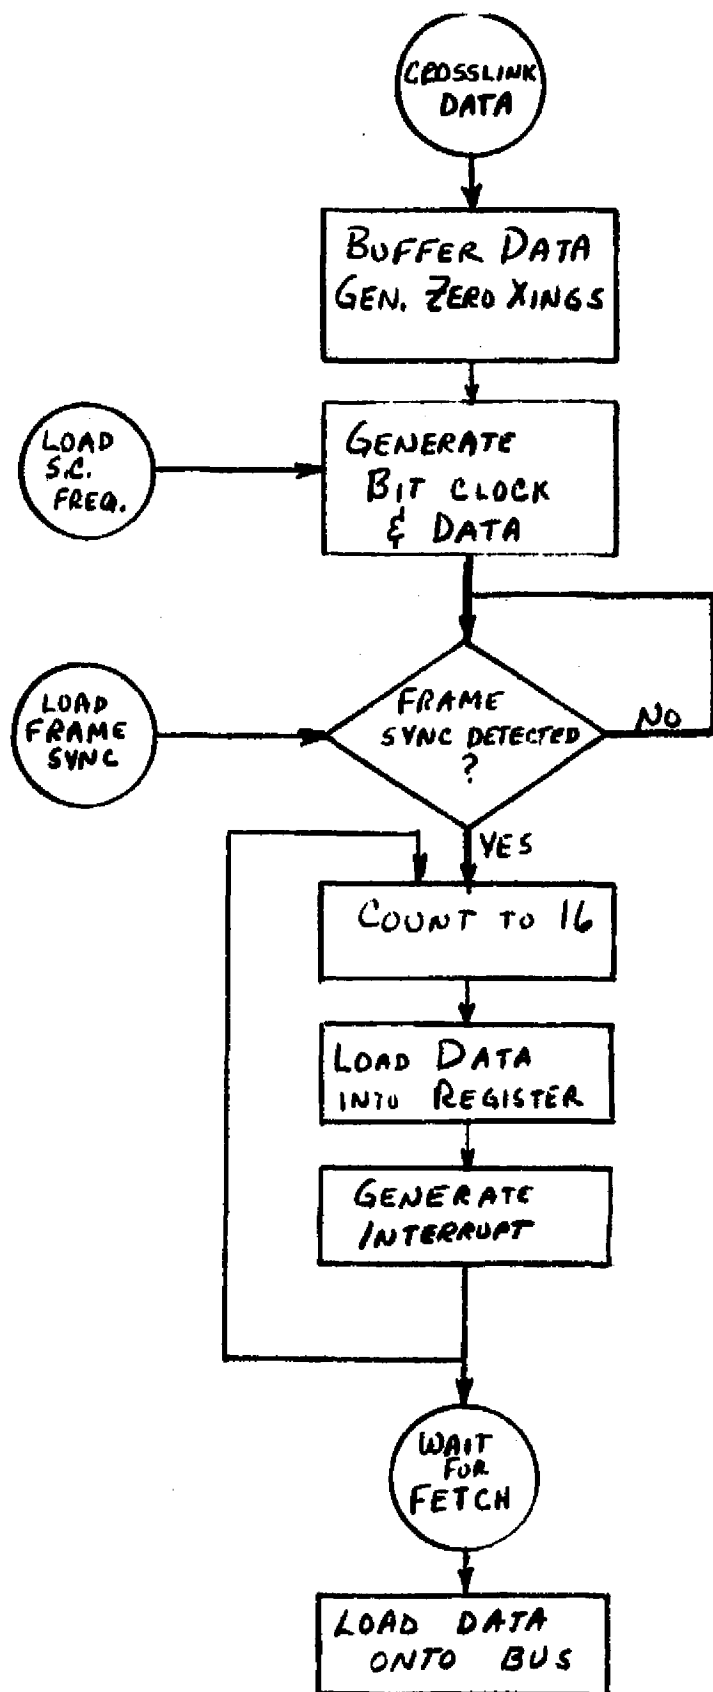 CROSSLINK
DATA
BUFFER DATA
GEN. ZERO XINGS
LOAD
S.C.
FREQ.
GENERATE
BIT CLOCK
& DATA
LOAD
FRAME
SYNC
FRAME
SYNC DETECTED
?
NO
YES
COUNT TO 16
LOAD DATA
INTO REGISTER
GENERATE
INTERRUPT
WAIT
FOR
FETCH
LOAD DATA
ONTO BUS